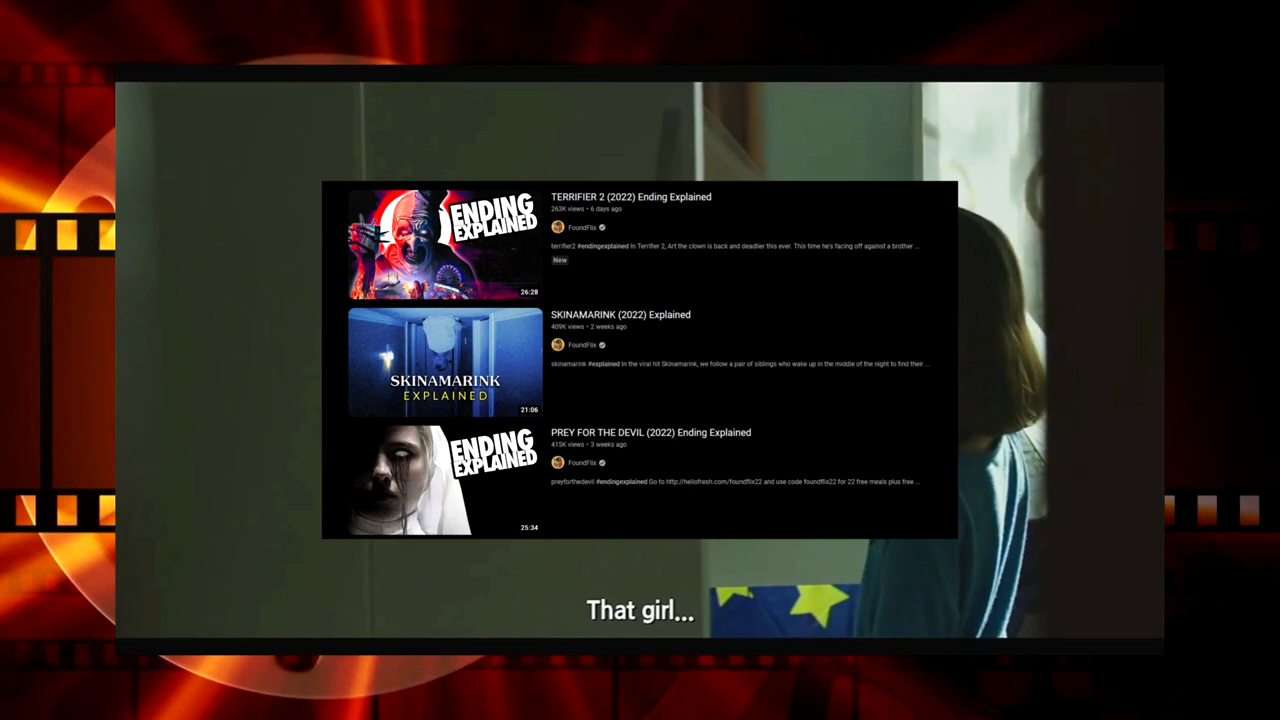 ENDING
EXPLAINED
26:28
TERRIFIER 2 (2022) Ending Explained
263K views • 6 days ago
FoundFlix
terrifier2 #endingexplained In Terrifier 2, Art the clown is back and deadlier this ever. This time he's facing off against a brother ...
New
SKINAMARINK
EXPLAINED
21:06
SKINAMARINK (2022) Explained
409K views • 2 weeks ago
FoundFlix
skinamarink #explained In the viral hit Skinamarink, we follow a pair of siblings who wake up in the middle of the night to find their ...
ENDING
EXPLAINED
25:34
PREY FOR THE DEVIL (2022) Ending Explained
415K views • 3 weeks ago
FoundFlix
preyforthedevil #endingexplained Go to http://hellofresh.com/foundflix22 and use code foundflix22 for 22 free meals plus free ...
That girl...